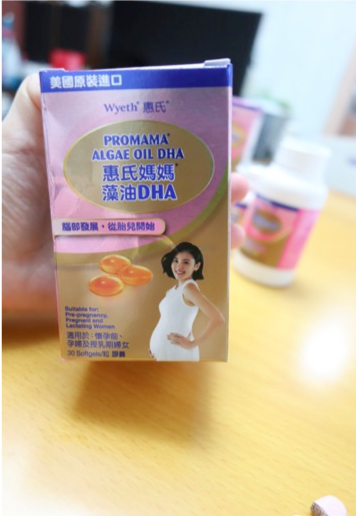 美國原裝進口
Wyeth® 惠氏®
PROMAMA®
ALGAE OIL DHA
惠氏媽媽®
藻油DHA
腦部發展,從胎兒開始
Suitable for:
Pre-pregnancy,
Pregnant and
Lactating Women
適用於:懷孕前、
孕婦及授乳期婦女
30 Softgels/粒 膠囊